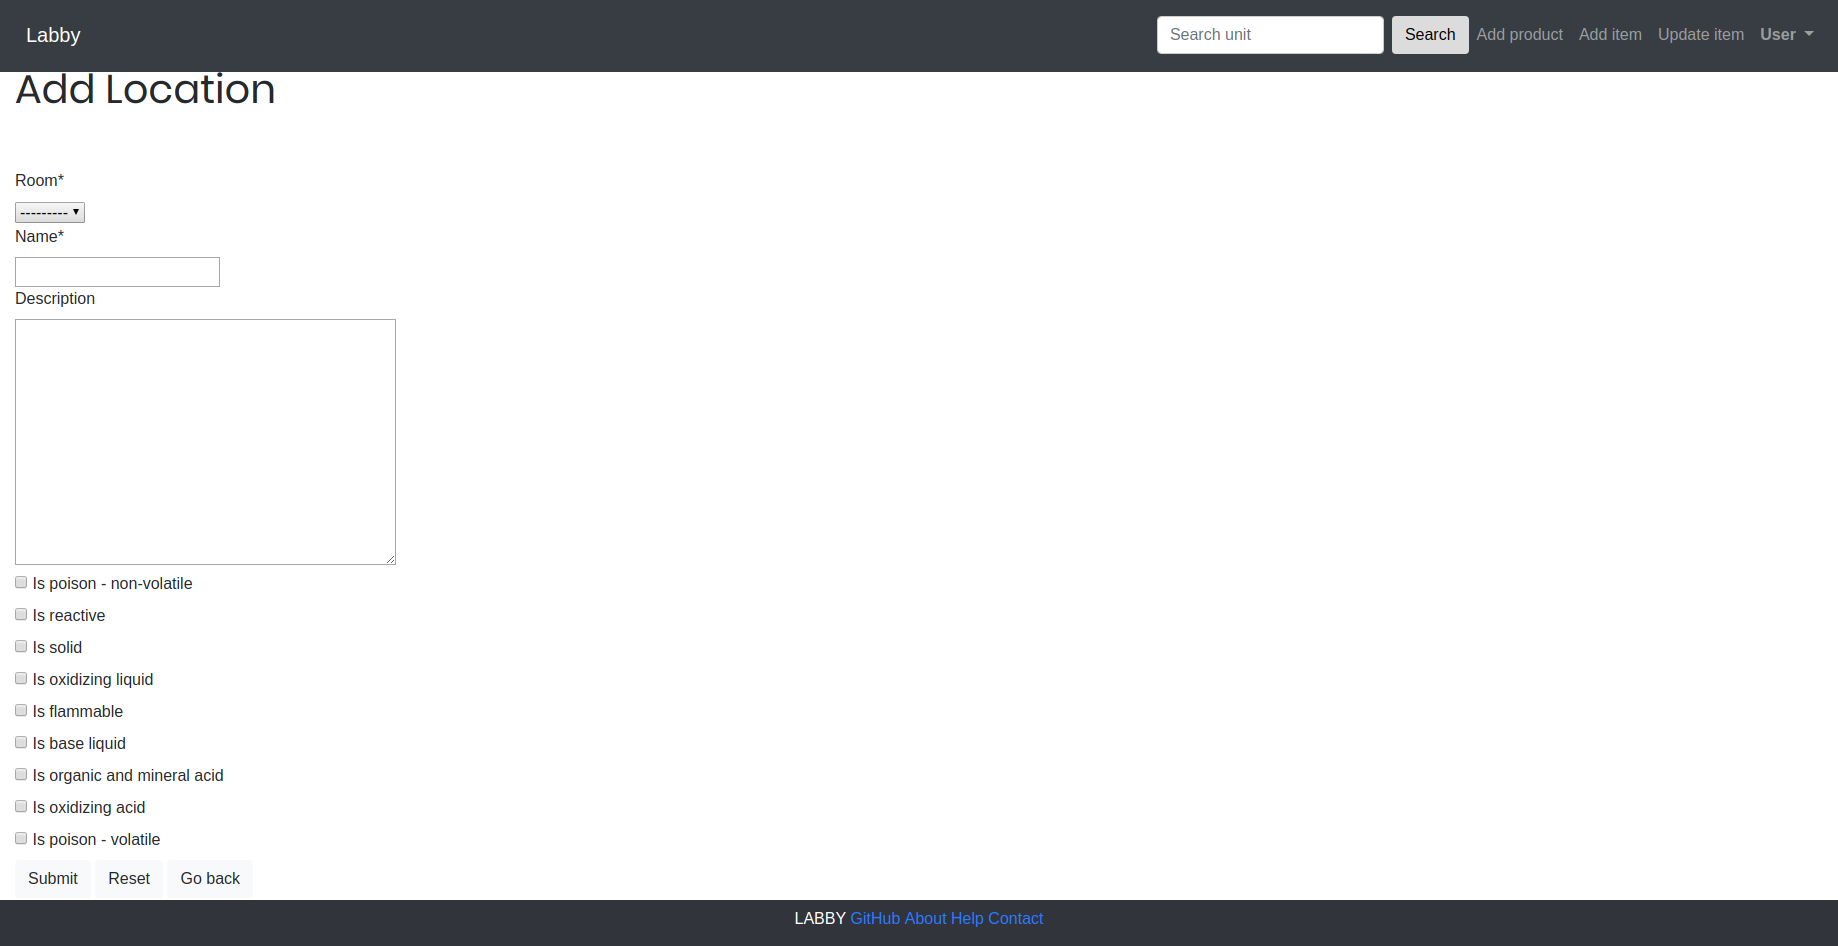 Labby Search unit Search Add product Add item Update item User
Add Location
Room*
---------
Name*
Description
Is poison - non-volatile
Is reactive
Is solid
Is oxidizing liquid
Is flammable
Is base liquid
Is organic and mineral acid
Is oxidizing acid
Is poison - volatile
Submit Reset Go back
LABBY GitHub About Help Contact